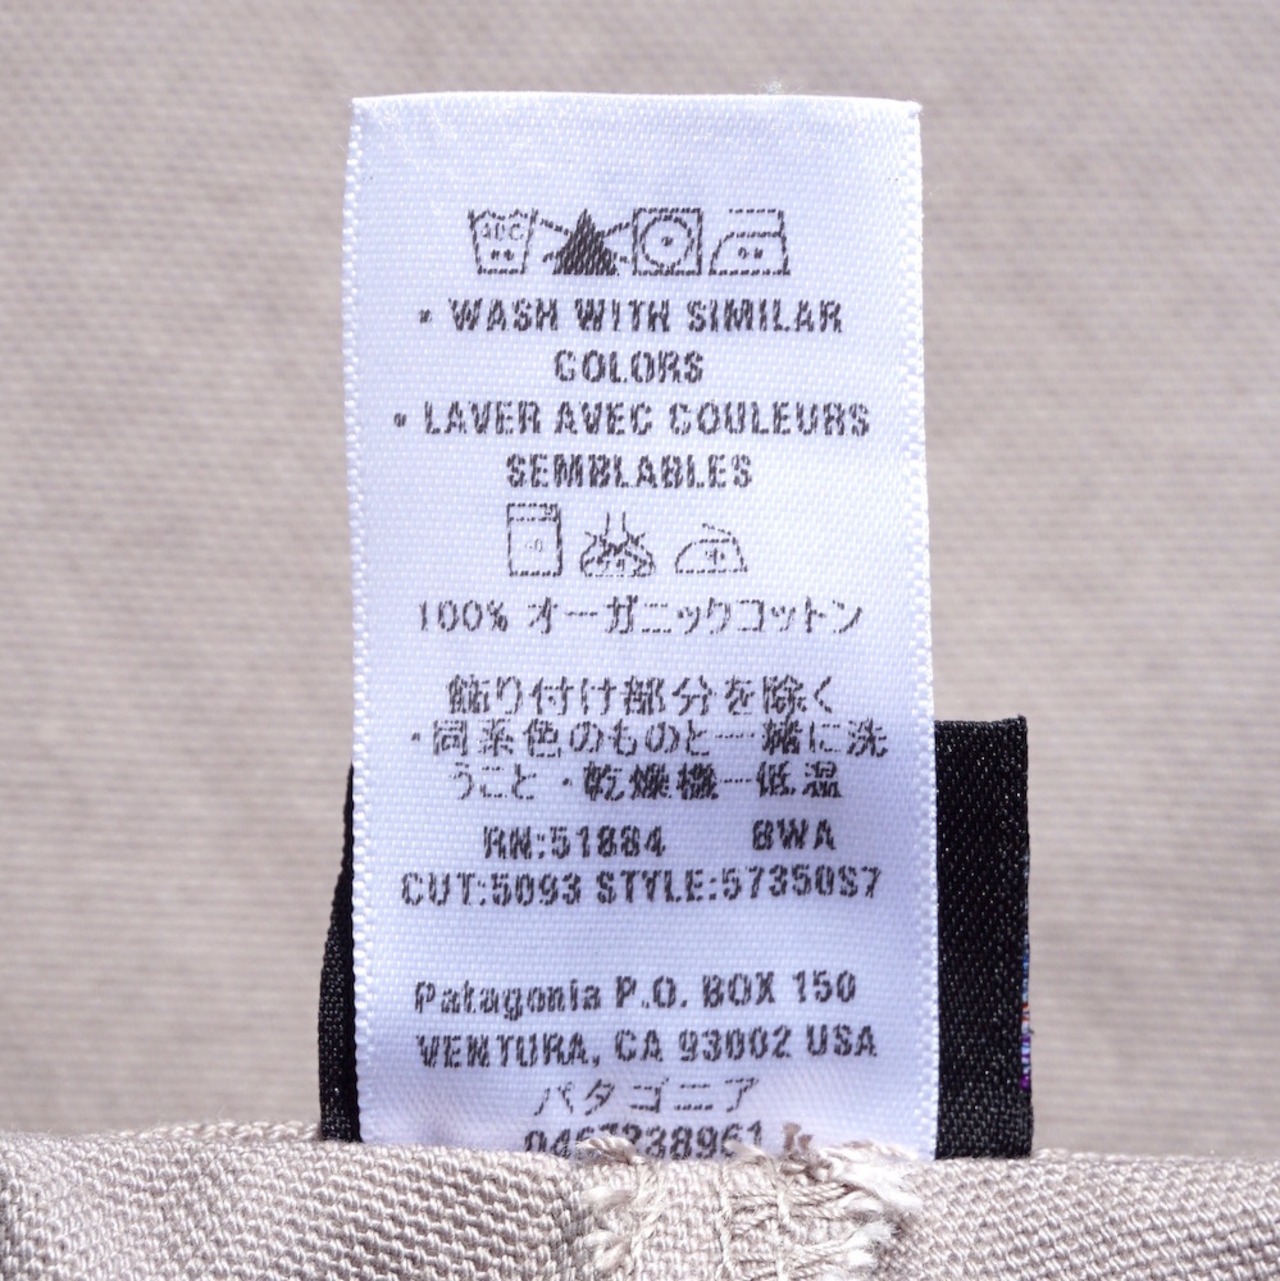 • WASH WITH SIMILAR
COLORS
• LAVER AVEC COULEURS
SEMBLABLES
100% オーガニックコットン
飾り付け部分を除く
・同系色のものと一緒に洗
うこと・乾燥機ー低温
RN:51884 BWA
CUT:5093 STYLE:57350S7
Patagonia P.O. BOX 150
VENTURA, CA 93002 USA
パタゴニア
0467238961